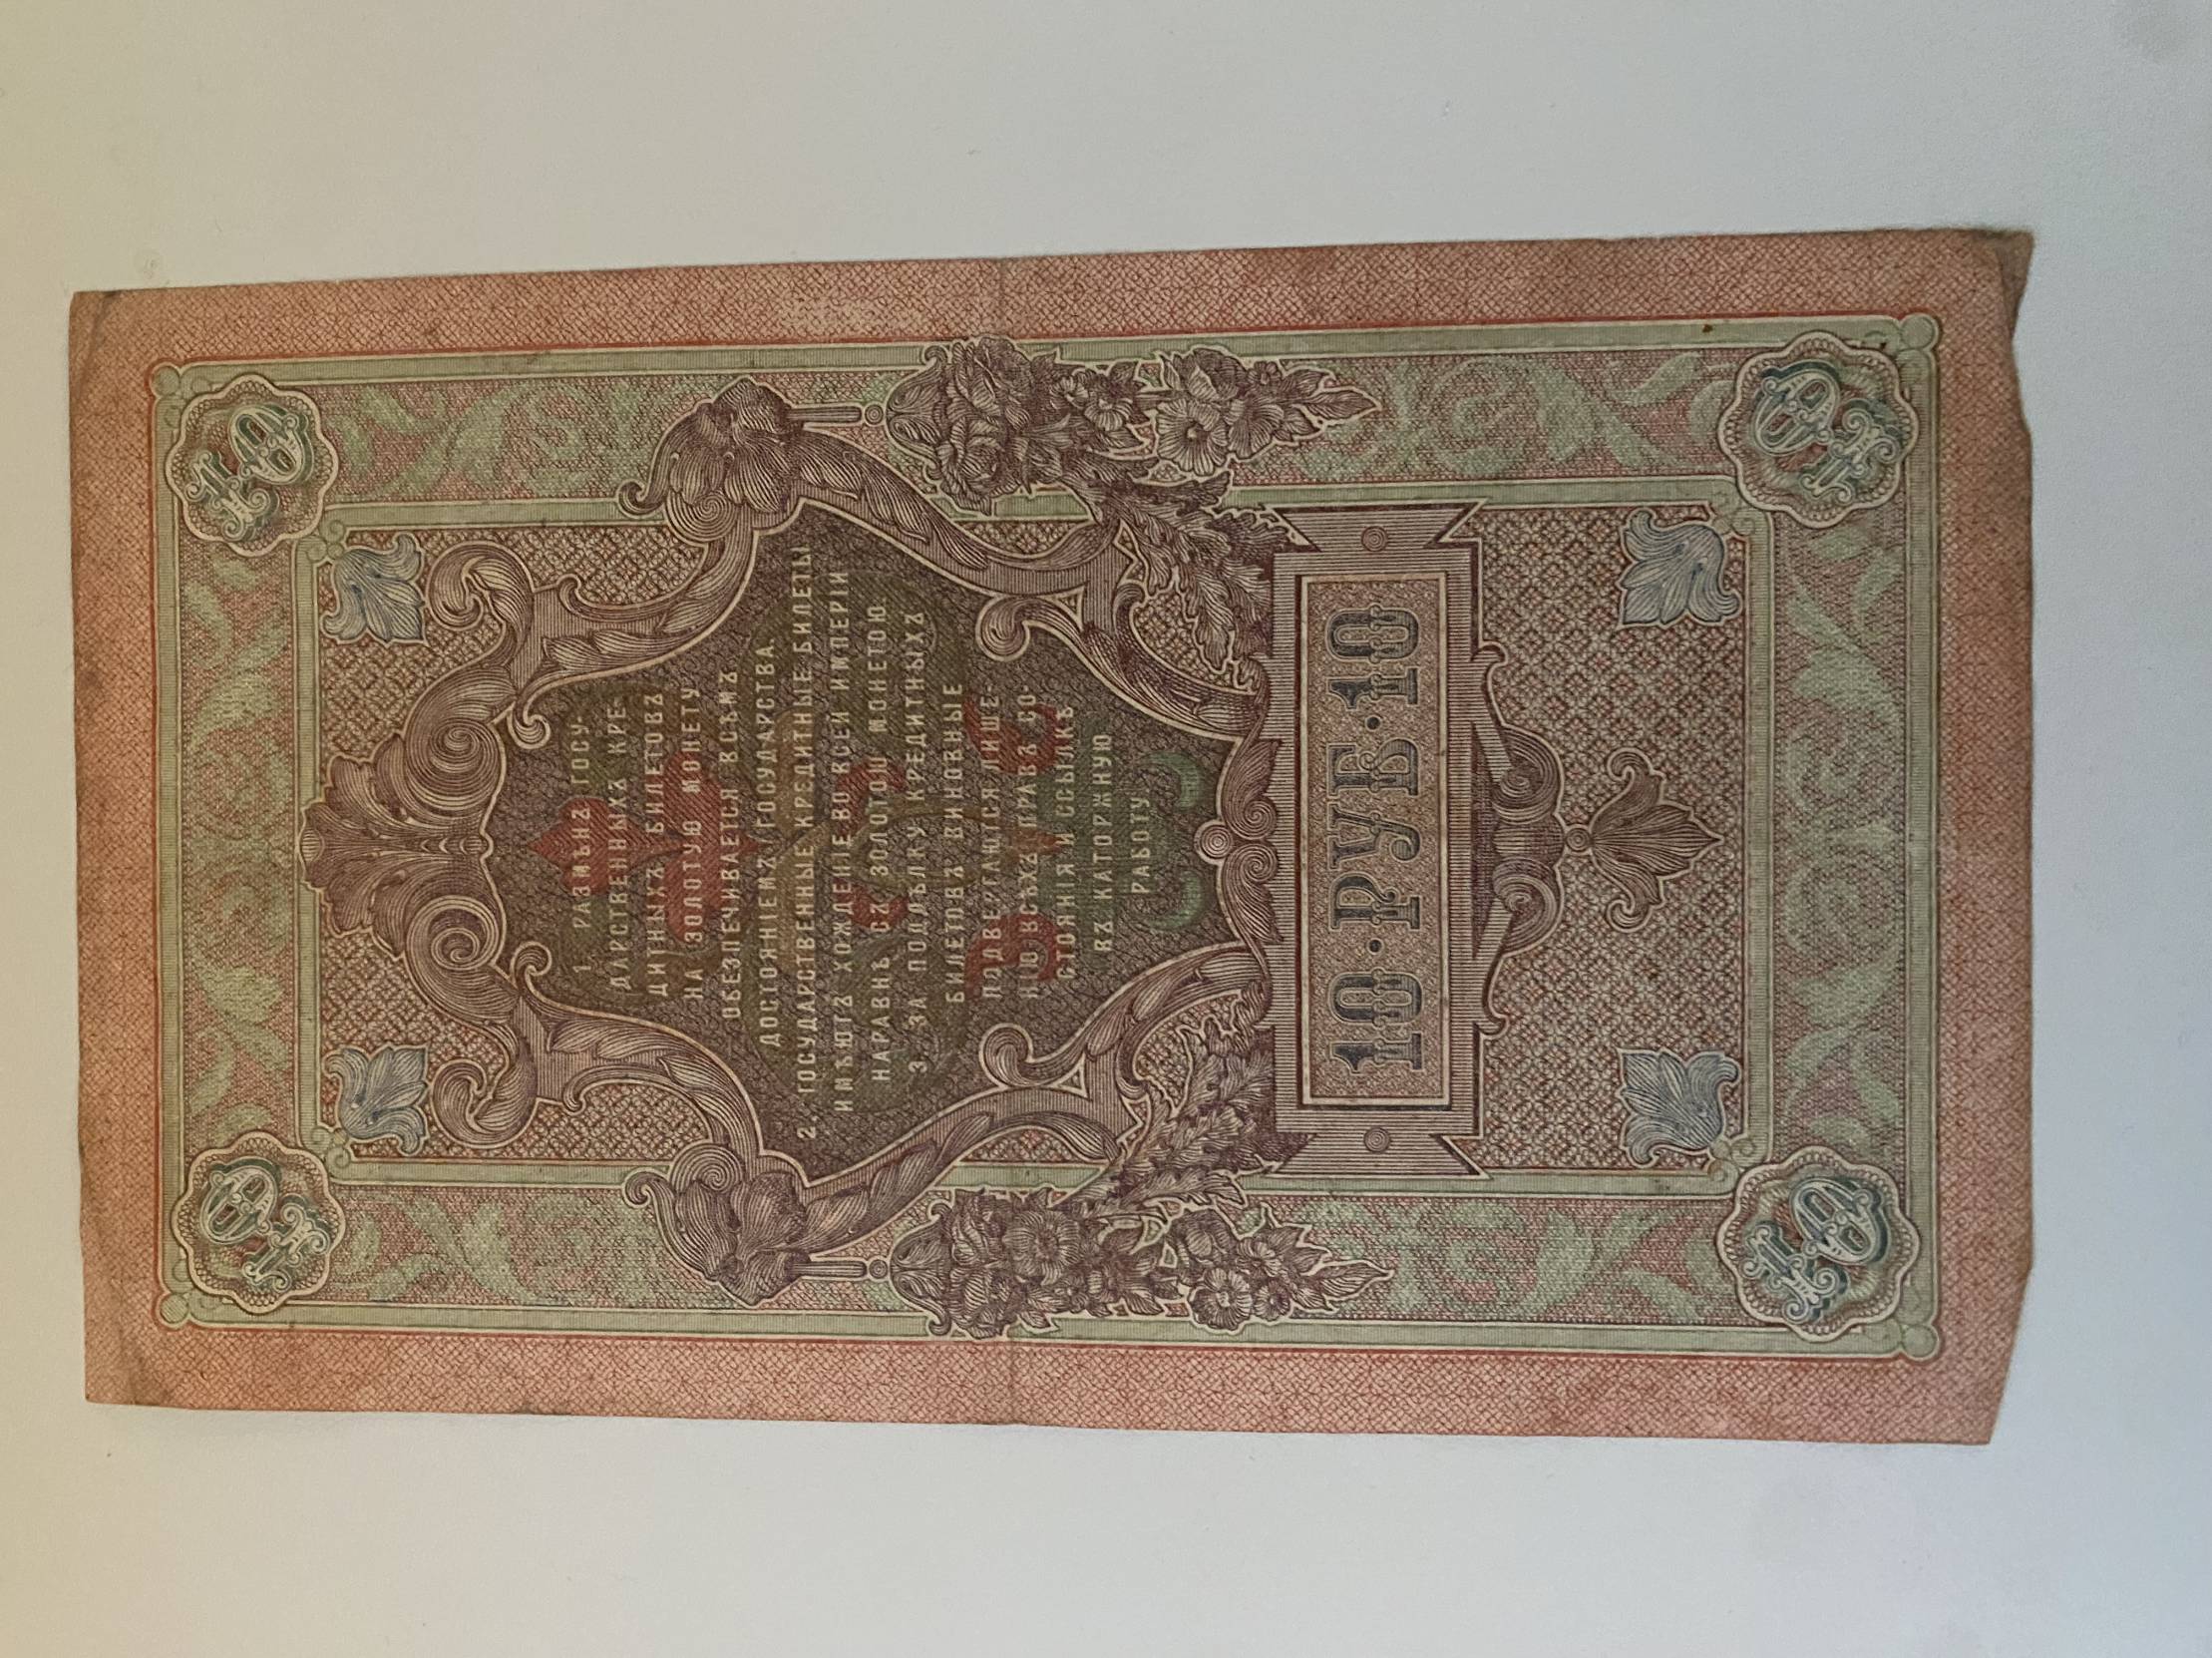 10
10
1. РАЗМѢНЪ ГОСУ-
ДАРСТВЕННЫХЪ КРЕ-
ДИТНЫХЪ БИЛЕТОВЪ
НА ЗОЛОТУЮ МОНЕТУ
ОБЕЗПЕЧИВАЕТСЯ ВСѢМЪ
ДОСТОЯНІЕМЪ ГОСУДАРСТВА.
2. ГОСУДАРСТВЕННЫЕ КРЕДИТНЫЕ БИЛЕТЫ
ИМѢЮТЪ ХОЖДЕНІЕ ВО ВСЕЙ ИМПЕРІИ
НАРАВНѢ СЪ ЗОЛОТОЮ МОНЕТОЮ.
3. ЗА ПОДДѢЛКУ КРЕДИТНЫХЪ
БИЛЕТОВЪ ВИНОВНЫЕ
ПОДВЕРГАЮТСЯ ЛИШЕ-
НІЮ ВСѢХЪ ПРАВЪ СО-
СТОЯНІЯ И ССЫЛКѢ
ВЪ КАТОРЖНУЮ
РАБОТУ
10·РУБ·10
10
10